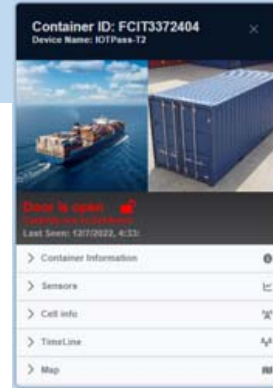 Container ID: FCIT3372404
Device Name: IOTPass-T2
Door is open
Last Seen: 12/7/2022, 4:33:
Container Information
Sensors
Cell info
TimeLine
Map